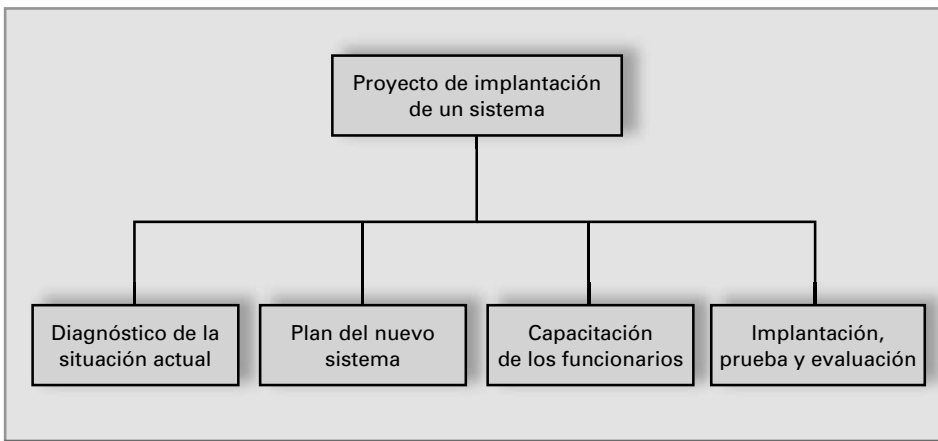 Proyecto de implantación
de un sistema
Diagnóstico de la
situación actual
Plan del nuevo
sistema
Capacitación
de los funcionarios
Implantación,
prueba y evaluación